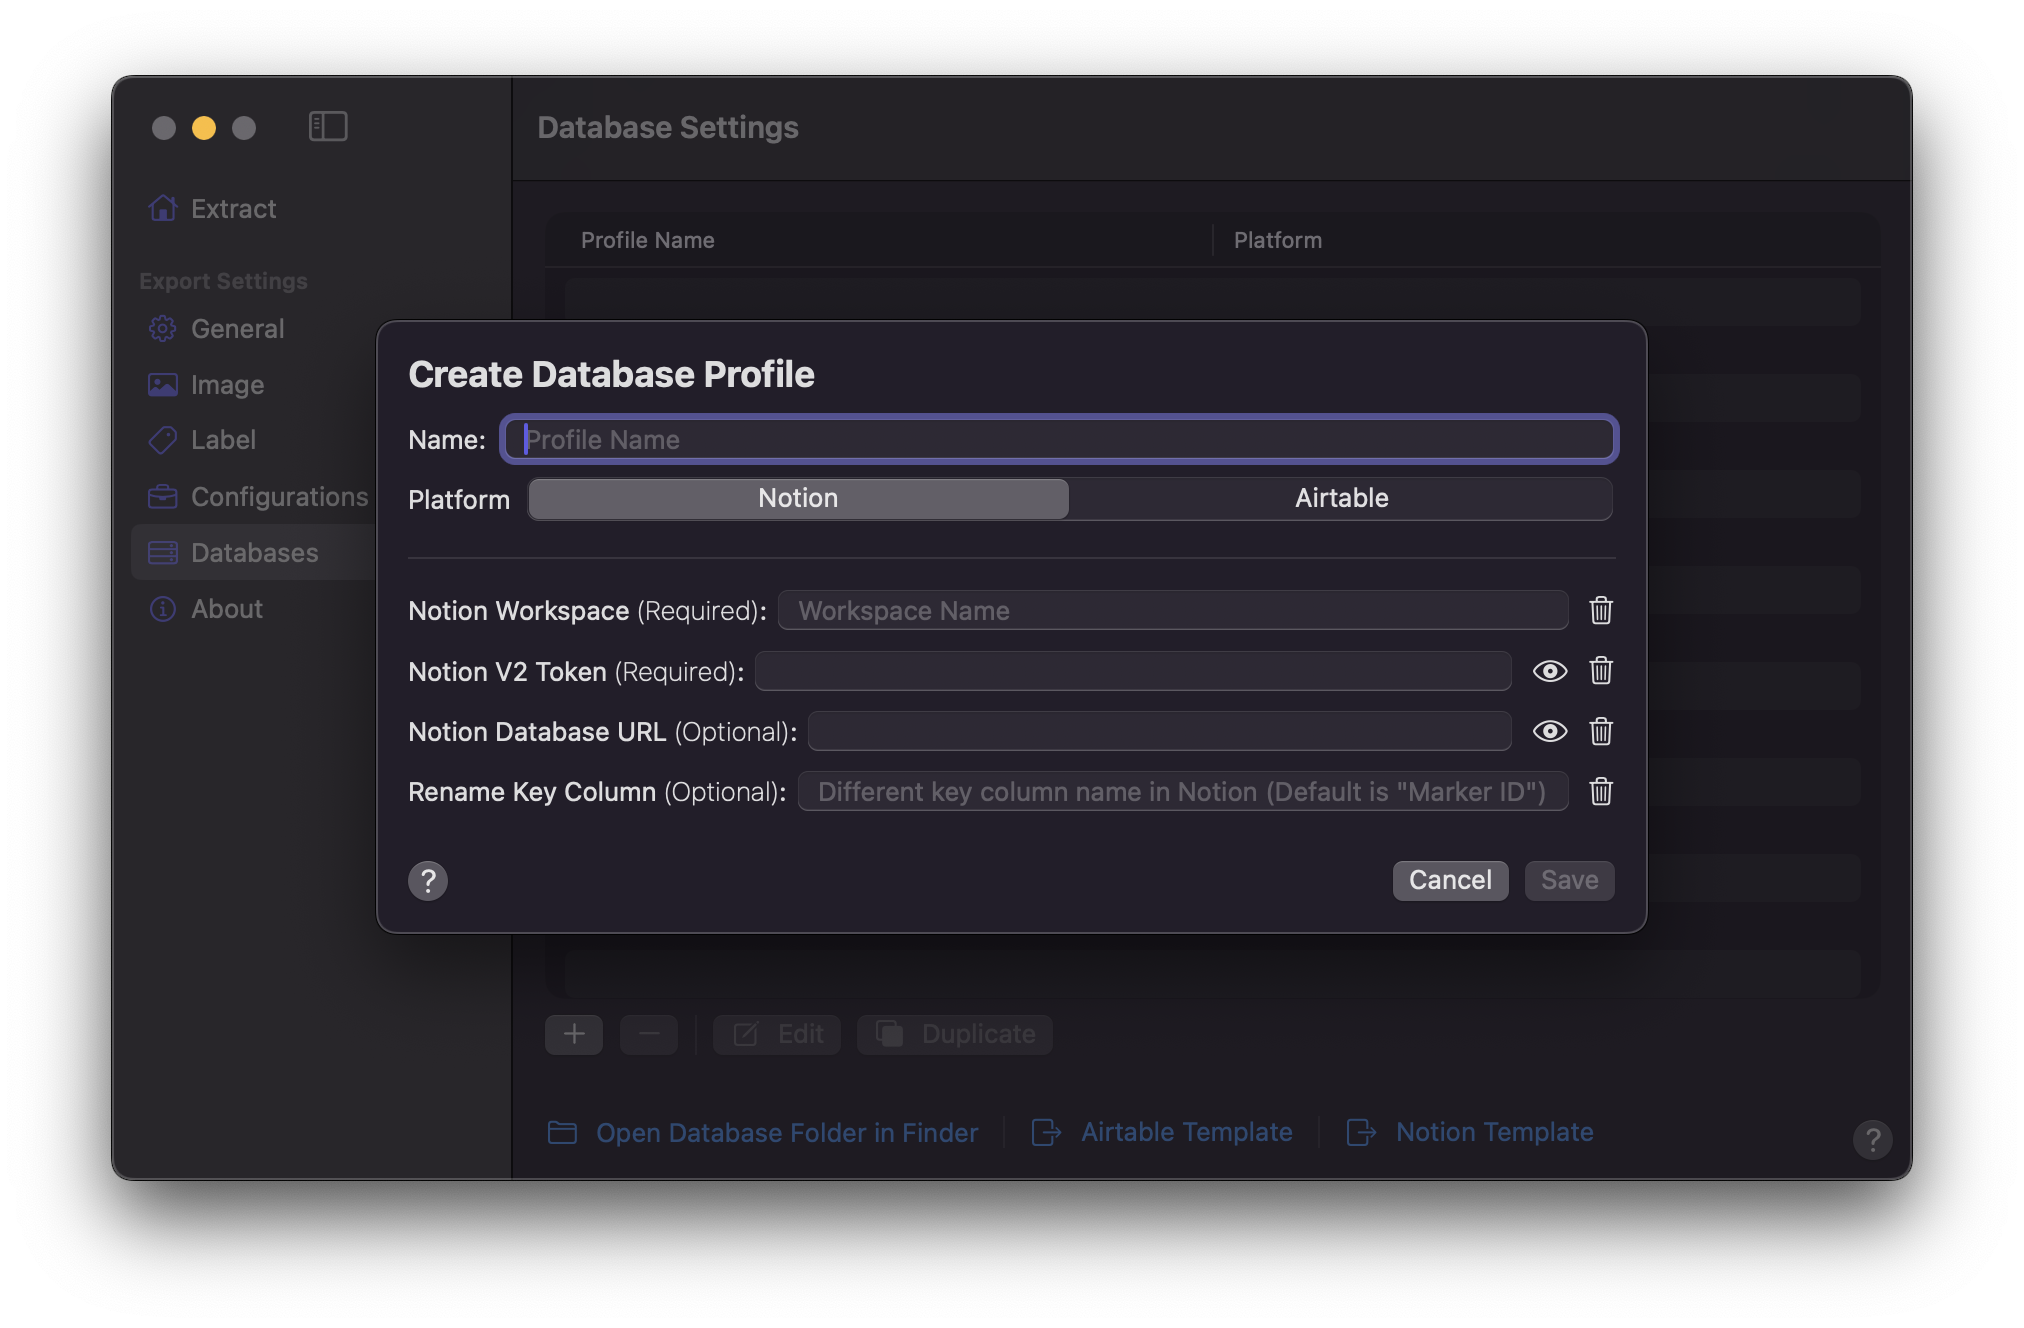 Database Settings
Extract
Export Settings
General
Image
Label
Configurations
Databases
About
Profile Name
Platform
Create Database Profile
Name: Profile Name
Platform Notion Airtable
Notion Workspace (Required): Workspace Name
Notion V2 Token (Required):
Notion Database URL (Optional):
Rename Key Column (Optional): Different key column name in Notion (Default is "Marker ID")
? Cancel Save
Edit Duplicate
Open Database Folder in Finder Airtable Template Notion Template ?